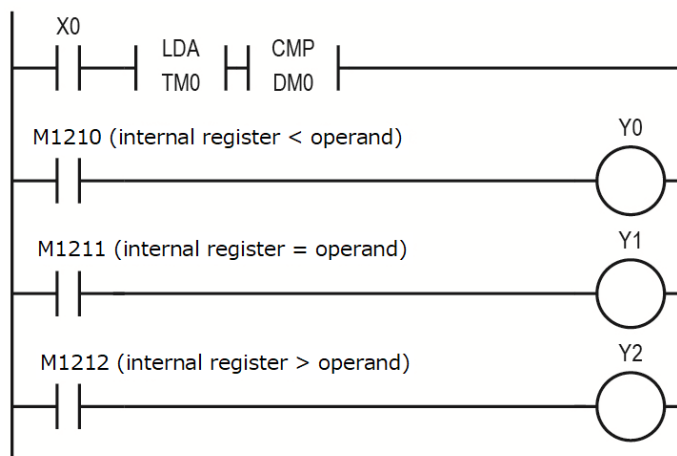 X0
LDA CMP
TM0 DM0
M1210 (internal register < operand)
Y0
M1211 (internal register = operand)
Y1
M1212 (internal register > operand)
Y2